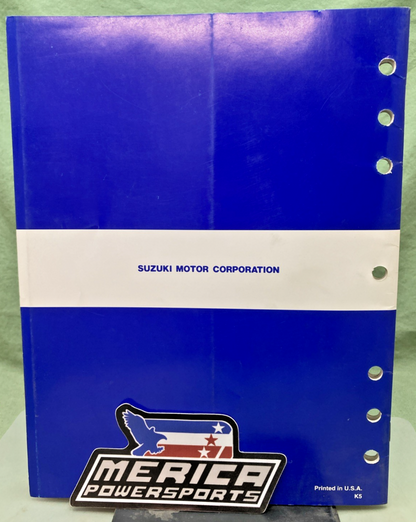 SUZUKI MOTOR CORPORATION
Printed in U.S.A.
K5
MERICA
POWERSPORTS